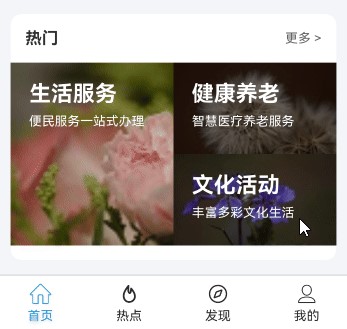 热门 更多 >
生活服务
便民服务一站式办理
健康养老
智慧医疗养老服务
文化活动
丰富多彩文化生活
首页 热点 发现 我的